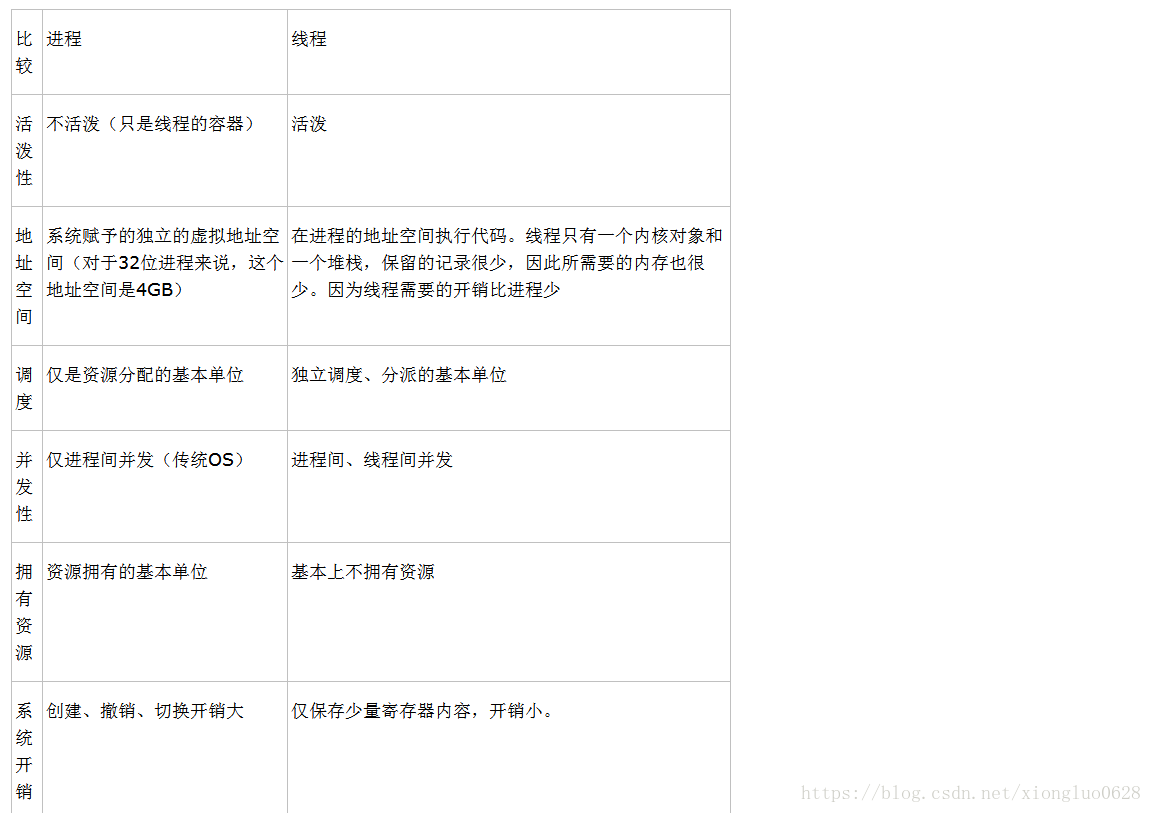 比较
进程
线程
活泼性
不活泼（只是线程的容器）
活泼
地址空间
系统赋予的独立的虚拟地址空
间（对于32位进程来说，这个
地址空间是4GB）
在进程的地址空间执行代码。线程只有一个内核对象和
一个堆栈，保留的记录很少，因此所需要的内存也很
少。因为线程需要的开销比进程少
调度
仅是资源分配的基本单位
独立调度、分派的基本单位
并发性
仅进程间并发（传统OS）
进程间、线程间并发
拥有资源
资源拥有的基本单位
基本上不拥有资源
系统开销
创建、撤销、切换开销大
仅保存少量寄存器内容，开销小。
https://blog.csdn.net/xiongluo0628